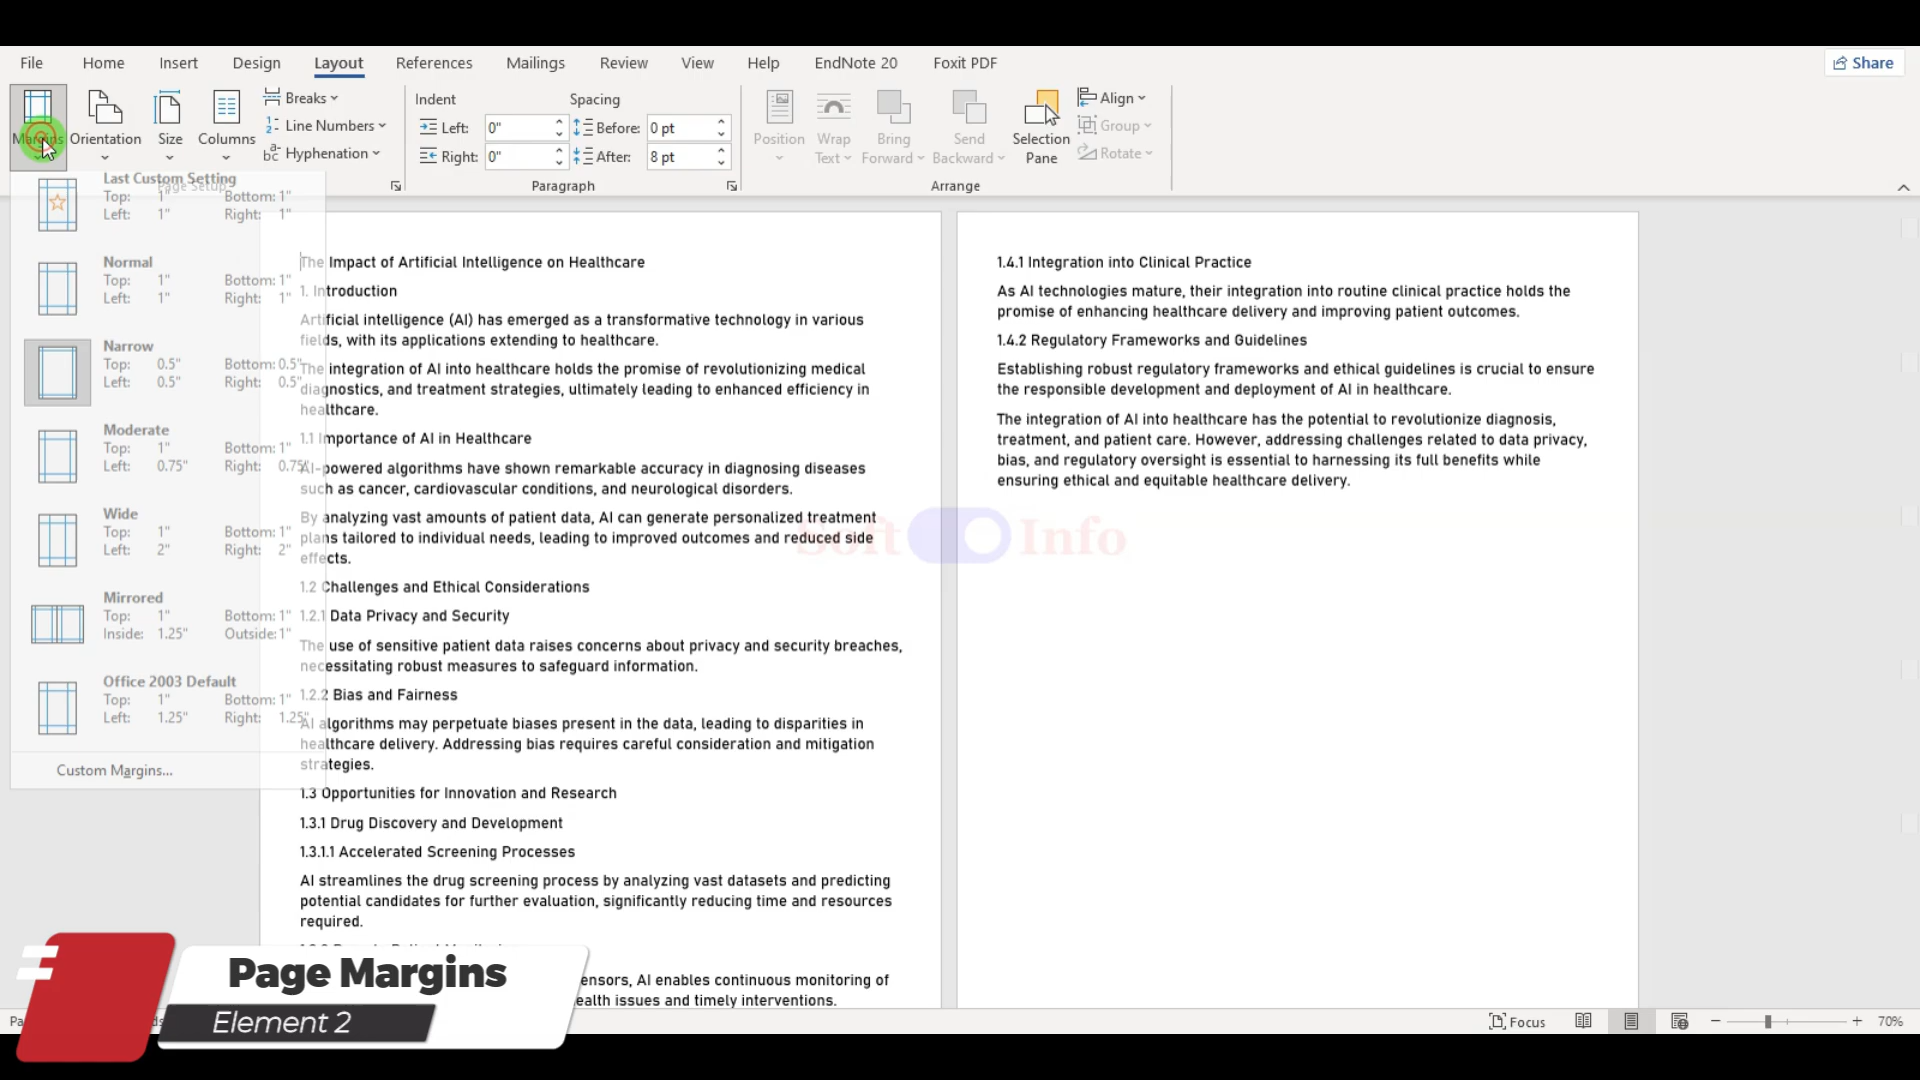 File Home Insert Design Layout References Mailings Review View Help EndNote 20 Foxit PDF Share
Margins Orientation Size Columns
Breaks
Line Numbers
Hyphenation
Page Setup
Indent Spacing
Left: 0" Before: 0 pt
Right: 0" After: 8 pt
Paragraph
Position Wrap Text Bring Forward Send Backward Selection Pane
Align
Group
Rotate
Arrange
Last Custom Setting
Top: 1" Bottom: 1"
Left: 1" Right: 1"
Normal
Top: 1" Bottom: 1"
Left: 1" Right: 1"
Narrow
Top: 0.5" Bottom: 0.5"
Left: 0.5" Right: 0.5"
Moderate
Top: 1" Bottom: 1"
Left: 0.75" Right: 0.75"
Wide
Top: 1" Bottom: 1"
Left: 2" Right: 2"
Mirrored
Top: 1" Bottom: 1"
Inside: 1.25" Outside: 1"
Office 2003 Default
Top: 1" Bottom: 1"
Left: 1.25" Right: 1.25"
Custom Margins...
The Impact of Artificial Intelligence on Healthcare
1. Introduction
Artificial intelligence (AI) has emerged as a transformative technology in various
fields, with its applications extending to healthcare.
The integration of AI into healthcare holds the promise of revolutionizing medical
diagnostics, and treatment strategies, ultimately leading to enhanced efficiency in
healthcare.
1.1 Importance of AI in Healthcare
AI-powered algorithms have shown remarkable accuracy in diagnosing diseases
such as cancer, cardiovascular conditions, and neurological disorders.
By analyzing vast amounts of patient data, AI can generate personalized treatment
plans tailored to individual needs, leading to improved outcomes and reduced side
effects.
1.2 Challenges and Ethical Considerations
1.2.1 Data Privacy and Security
The use of sensitive patient data raises concerns about privacy and security breaches,
necessitating robust measures to safeguard information.
1.2.2 Bias and Fairness
AI algorithms may perpetuate biases present in the data, leading to disparities in
healthcare delivery. Addressing bias requires careful consideration and mitigation
strategies.
1.3 Opportunities for Innovation and Research
1.3.1 Drug Discovery and Development
1.3.1.1 Accelerated Screening Processes
AI streamlines the drug screening process by analyzing vast datasets and predicting
potential candidates for further evaluation, significantly reducing time and resources
required.
ensors, AI enables continuous monitoring of
ealth issues and timely interventions.
1.4.1 Integration into Clinical Practice
As AI technologies mature, their integration into routine clinical practice holds the
promise of enhancing healthcare delivery and improving patient outcomes.
1.4.2 Regulatory Frameworks and Guidelines
Establishing robust regulatory frameworks and ethical guidelines is crucial to ensure
the responsible development and deployment of AI in healthcare.
The integration of AI into healthcare has the potential to revolutionize diagnosis,
treatment, and patient care. However, addressing challenges related to data privacy,
bias, and regulatory oversight is essential to harnessing its full benefits while
ensuring ethical and equitable healthcare delivery.
Soft Info
Page Margins
Element 2
Focus 70%